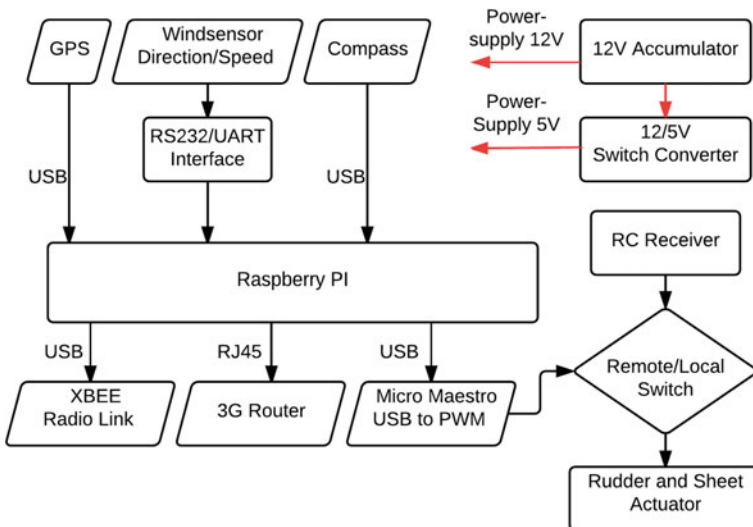 GPS
Windsensor
Direction/Speed
Compass
Power-
supply 12V
12V Accumulator
RS232/UART
Interface
Power-
Supply 5V
12/5V
Switch Converter
USB
USB
Raspberry PI
RC Receiver
USB
RJ45
USB
XBEE
Radio Link
3G Router
Micro Maestro
USB to PWM
Remote/Local
Switch
Rudder and Sheet
Actuator